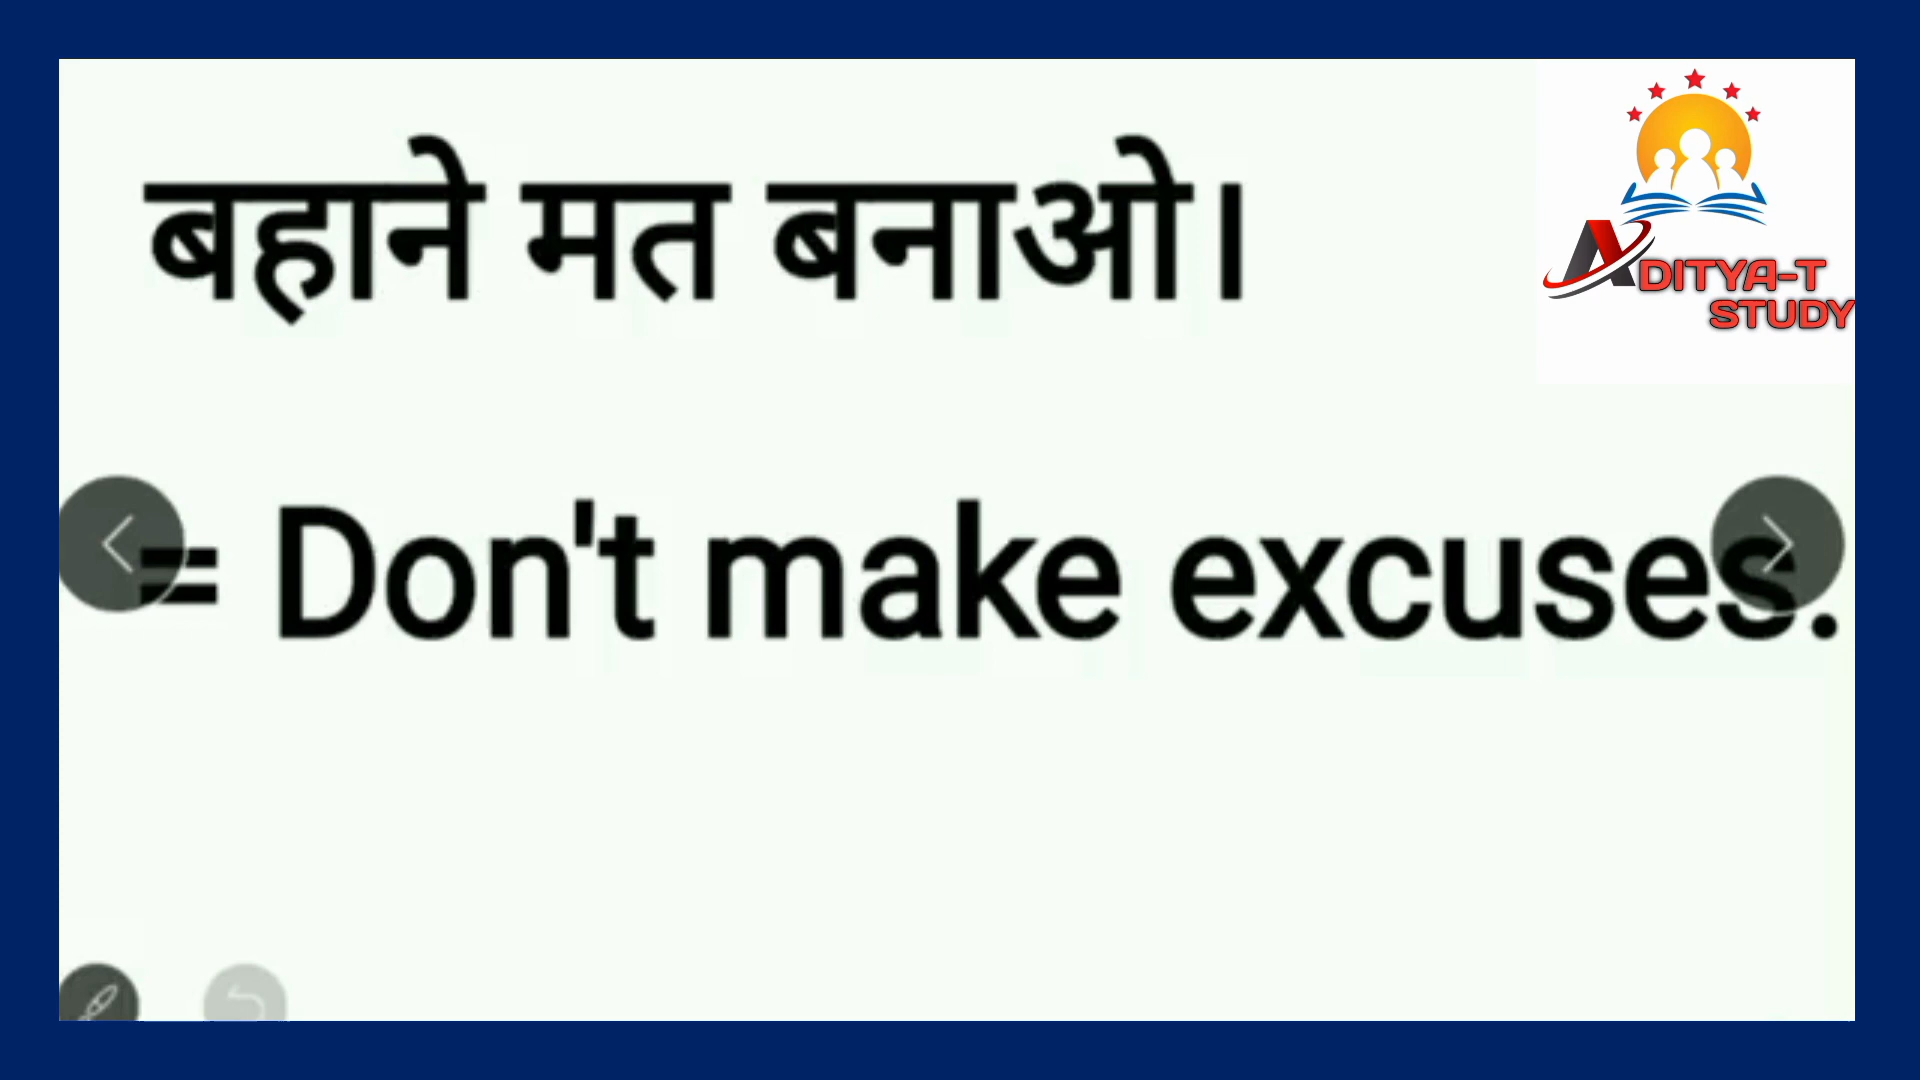 बहाने मत बनाओ।
ADITYA-T
STUDY
= Don't make excuses.